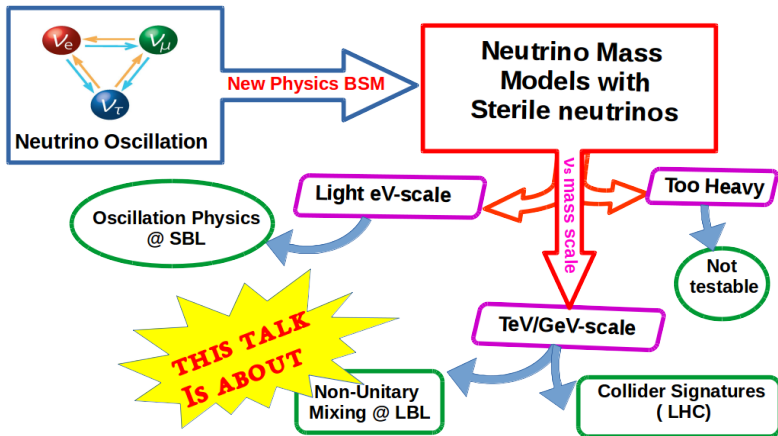 νe
νμ
ντ
Neutrino Oscillation
New Physics BSM
Neutrino Mass
Models with
Sterile neutrinos
νs mass scale
Light eV-scale
Too Heavy
Oscillation Physics
@ SBL
Not
testable
TeV/GeV-scale
THIS TALK
IS ABOUT
Non-Unitary
Mixing @ LBL
Collider Signatures
( LHC)